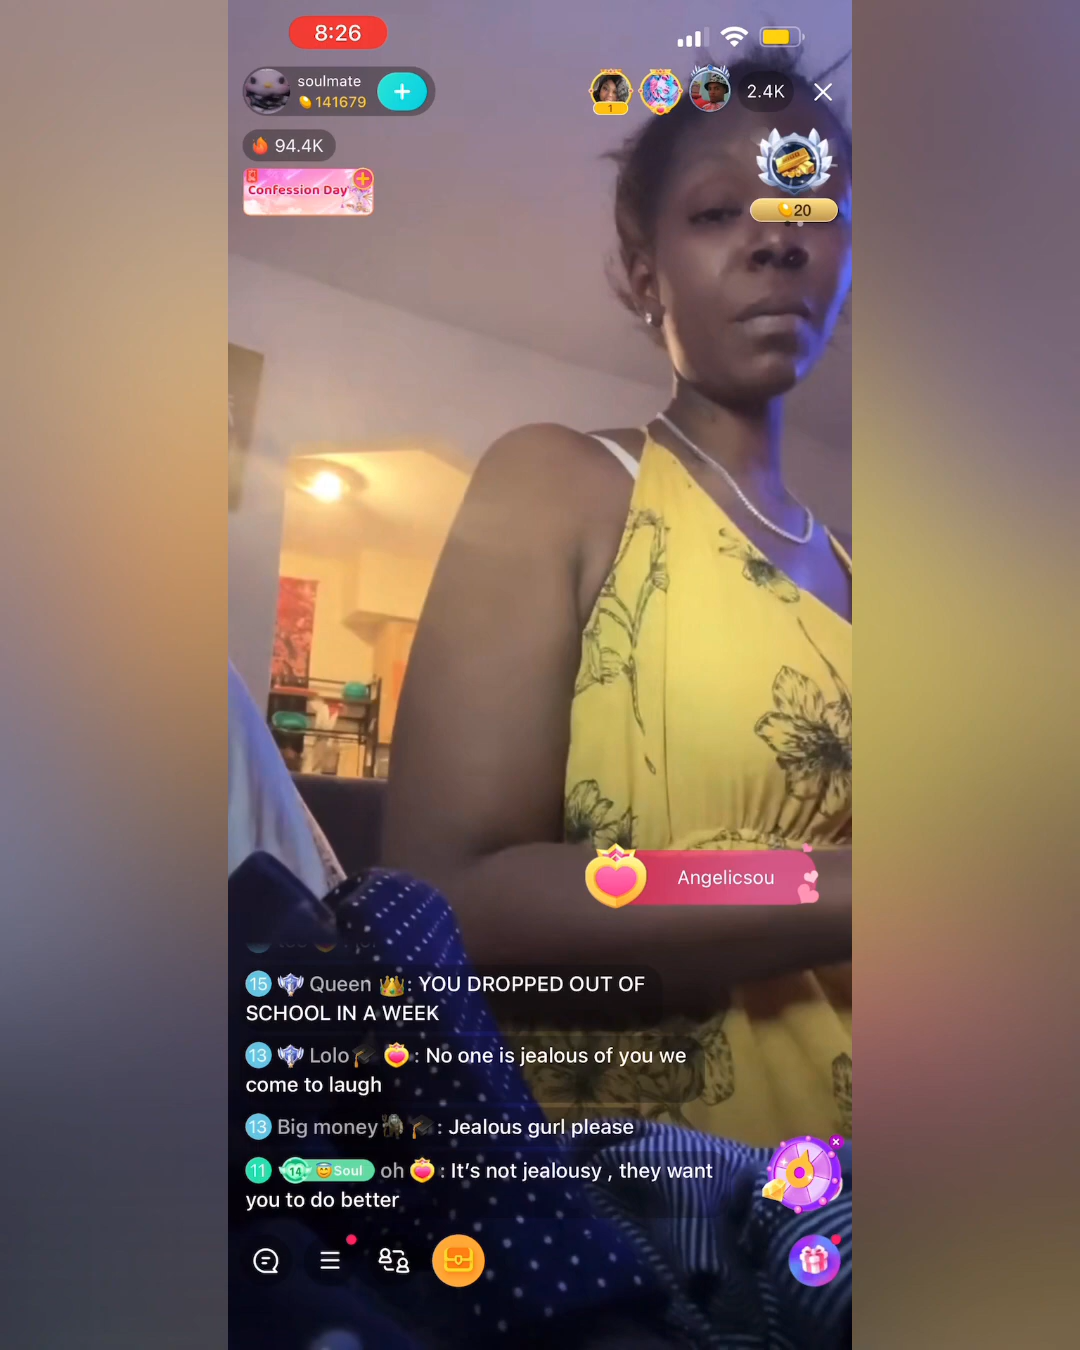 8:26
soulmate
141679
2.4K
1
94.4K
Confession Day
20
Angelicsou
15 Queen 👑: YOU DROPPED OUT OF
SCHOOL IN A WEEK
13 Lolo🎓 : No one is jealous of you we
come to laugh
13 Big money 🎓: Jealous gurl please
11 14 😇Soul oh : It’s not jealousy , they want
you to do better